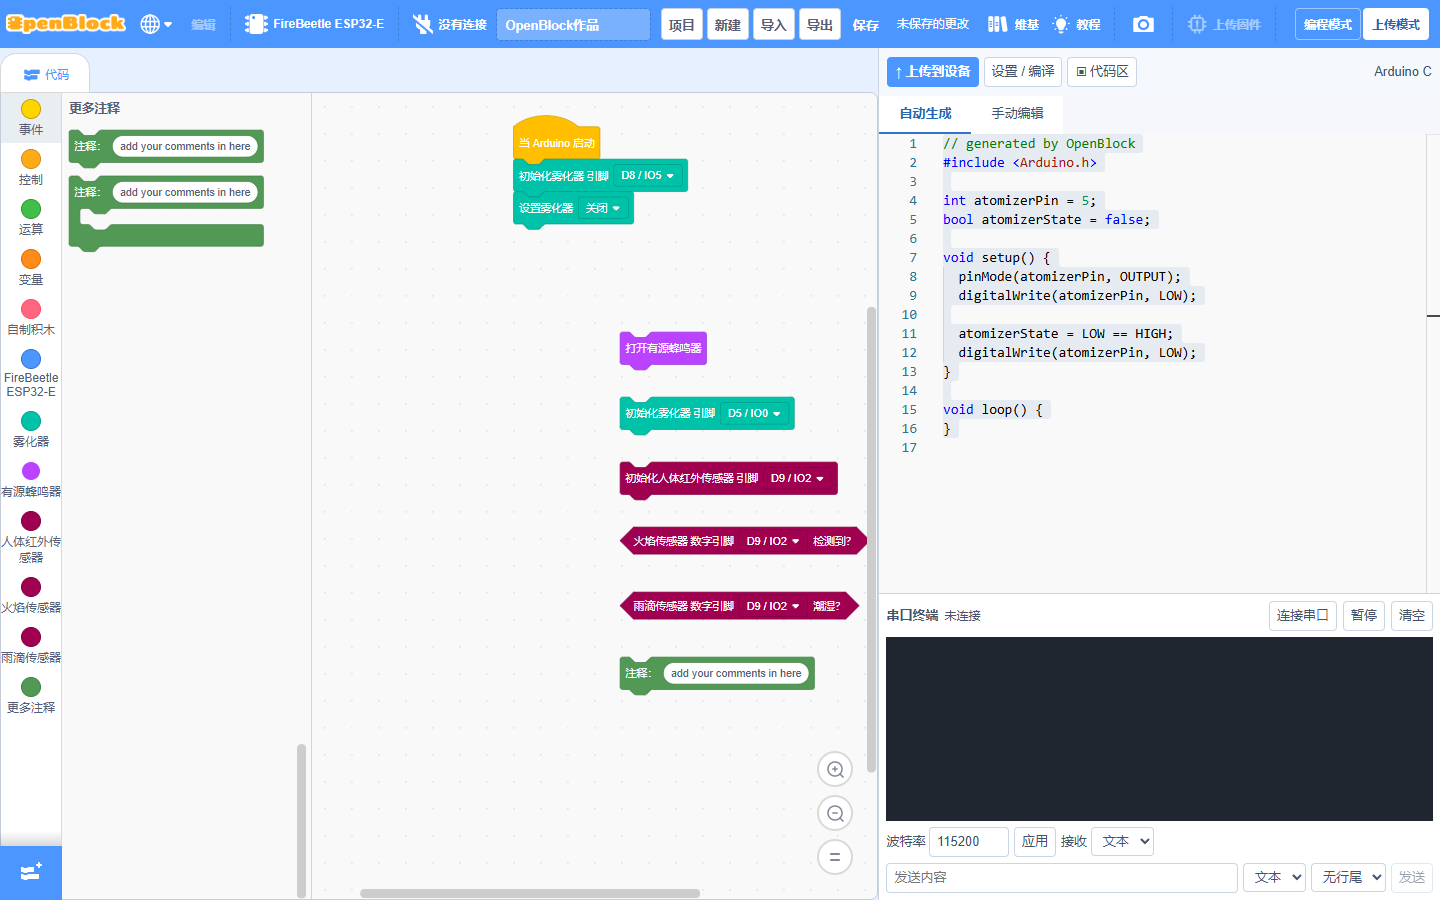 OpenBlock
编辑
FireBeetle ESP32-E
没有连接
OpenBlock作品
项目
新建
导入
导出
保存
未保存的更改
维基
教程
上传固件
编程模式
上传模式
代码
事件
控制
运算
变量
自制积木
FireBeetle
ESP32-E
雾化器
有源蜂鸣器
人体红外传
感器
火焰传感器
雨滴传感器
更多注释
更多注释
注释: add your comments in here
注释: add your comments in here
当 Arduino 启动
初始化雾化器 引脚 D8 / IO5
设置雾化器 关闭
打开有源蜂鸣器
初始化雾化器 引脚 D5 / IO0
初始化人体红外传感器 引脚 D9 / IO2
火焰传感器 数字引脚 D9 / IO2 检测到?
雨滴传感器 数字引脚 D9 / IO2 潮湿?
注释: add your comments in here
↑ 上传到设备
设置 / 编译
代码区
Arduino C
自动生成
手动编辑
1 // generated by OpenBlock
2 #include <Arduino.h>
3
4 int atomizerPin = 5;
5 bool atomizerState = false;
6
7 void setup() {
8 pinMode(atomizerPin, OUTPUT);
9 digitalWrite(atomizerPin, LOW);
10
11 atomizerState = LOW == HIGH;
12 digitalWrite(atomizerPin, LOW);
13 }
14
15 void loop() {
16 }
17
串口终端 未连接
连接串口
暂停
清空
波特率 115200 应用 接收 文本
发送内容 文本 无行尾 发送